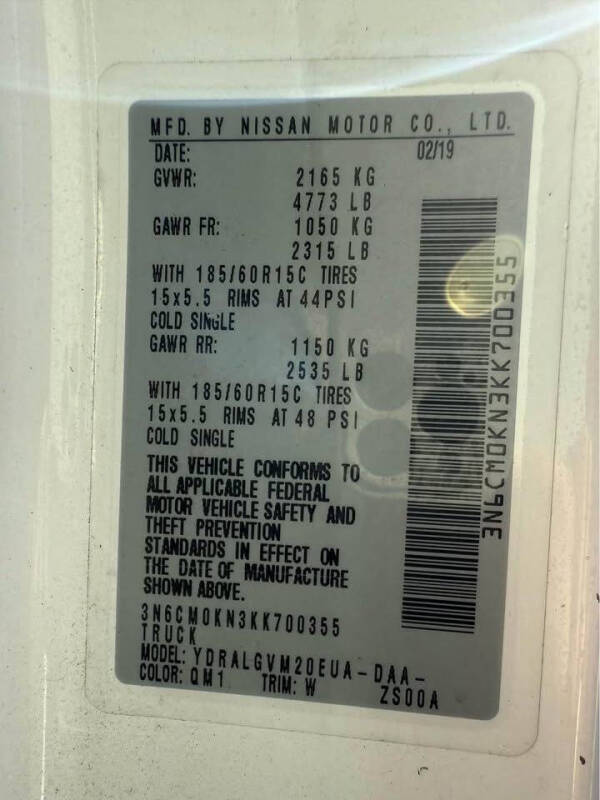 MFD. BY NISSAN MOTOR CO., LTD.
DATE: 02/19
GVWR: 2165 KG
4773 LB
GAWR FR: 1050 KG
2315 LB
WITH 185/60R15C TIRES
15x5.5 RIMS AT 44PSI
COLD SINGLE
GAWR RR: 1150 KG
2535 LB
WITH 185/60R15C TIRES
15x5.5 RIMS AT 48 PSI
COLD SINGLE
THIS VEHICLE CONFORMS TO
ALL APPLICABLE FEDERAL
MOTOR VEHICLE SAFETY AND
THEFT PREVENTION
STANDARDS IN EFFECT ON
THE DATE OF MANUFACTURE
SHOWN ABOVE.
3N6CM0KN3KK700355
TRUCK
MODEL: YDRALGVM20EUA-DAA-
COLOR: QM1 TRIM: W ZS00A
3N6CM0KN3KK700355